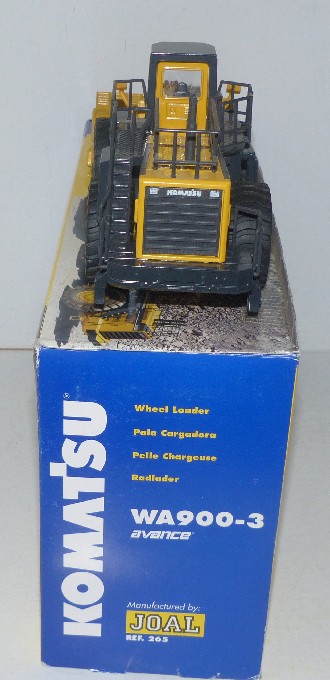 KOMATSU
KOMATSU®
Wheel Loader
Pala Cargadora
Pelle Chargeuse
Radlader
WA900-3
avance
Manufactured by:
JOAL
REF. 265